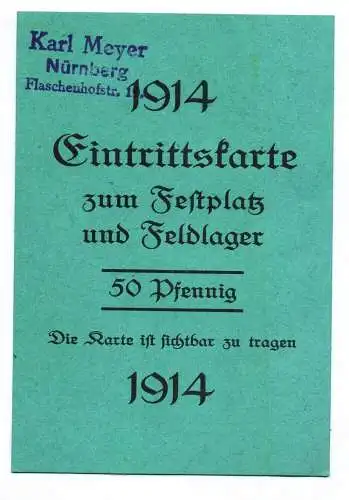 Karl Meyer
Nürnberg
Flaschenhofstr.
1914
Eintrittskarte
zum Festplatz
und Feldlager
50 Pfennig
Die Karte ist sichtbar zu tragen
1914